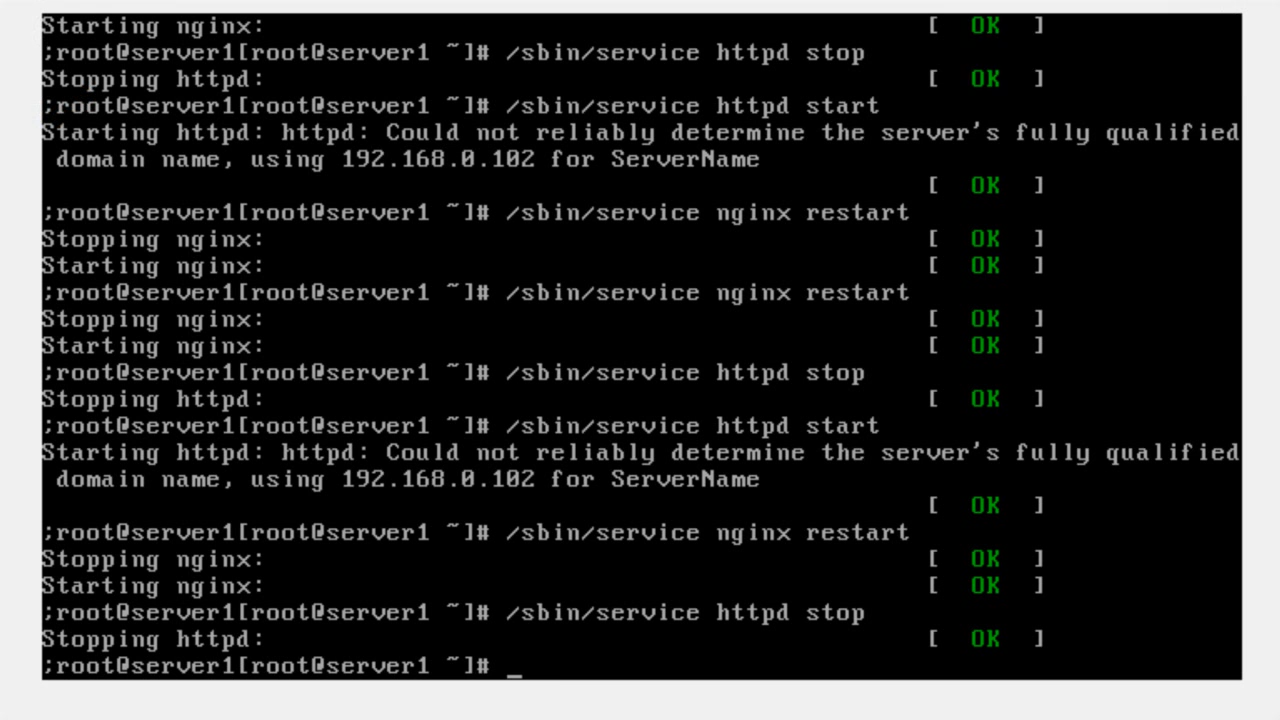 Starting nginx: [ OK ]
;root@server1[root@server1 ~]# /sbin/service httpd stop
Stopping httpd: [ OK ]
;root@server1[root@server1 ~]# /sbin/service httpd start
Starting httpd: httpd: Could not reliably determine the server's fully qualified
domain name, using 192.168.0.102 for ServerName
[ OK ]
;root@server1[root@server1 ~]# /sbin/service nginx restart
Stopping nginx: [ OK ]
Starting nginx: [ OK ]
;root@server1[root@server1 ~]# /sbin/service nginx restart
Stopping nginx: [ OK ]
Starting nginx: [ OK ]
;root@server1[root@server1 ~]# /sbin/service httpd stop
Stopping httpd: [ OK ]
;root@server1[root@server1 ~]# /sbin/service httpd start
Starting httpd: httpd: Could not reliably determine the server's fully qualified
domain name, using 192.168.0.102 for ServerName
[ OK ]
;root@server1[root@server1 ~]# /sbin/service nginx restart
Stopping nginx: [ OK ]
Starting nginx: [ OK ]
;root@server1[root@server1 ~]# /sbin/service httpd stop
Stopping httpd: [ OK ]
;root@server1[root@server1 ~]# _